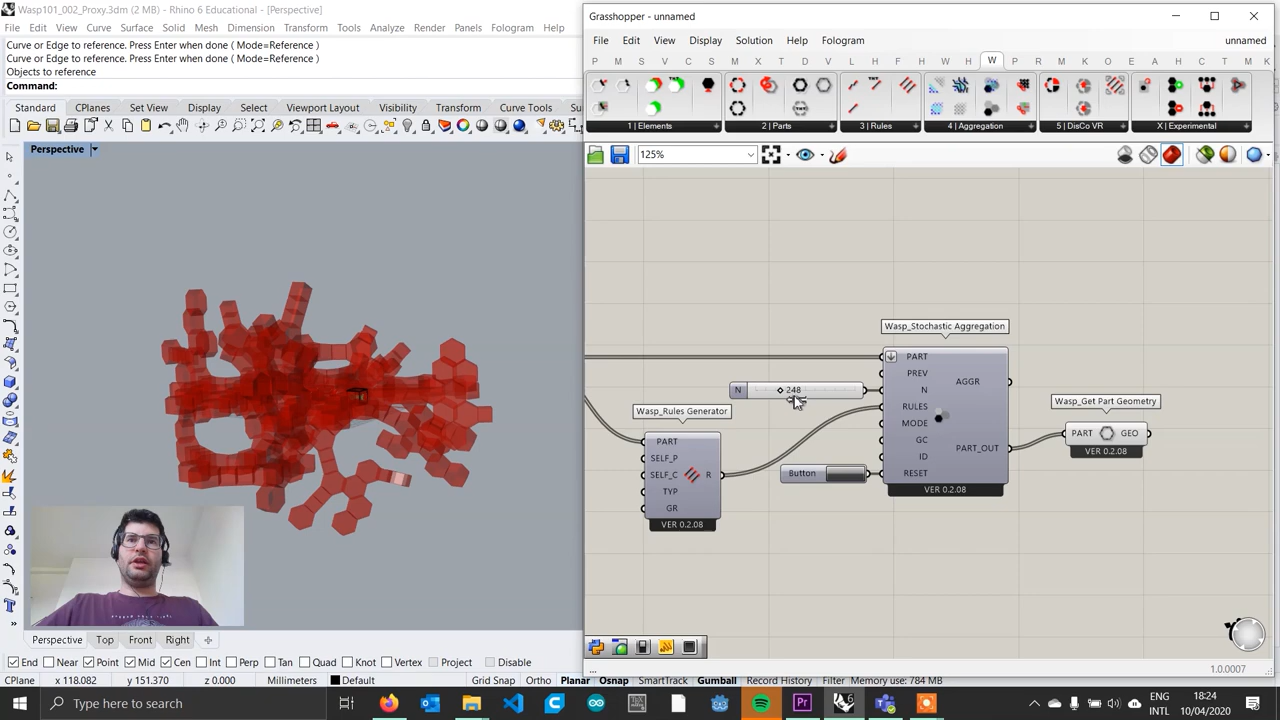 Wasp101_002_Proxy.3dm (2 MB) - Rhino 6 Educational - [Perspective]
File Edit View Curve Surface Solid Mesh Dimension Transform Tools Analyze Render Panels Fologram
Curve or Edge to reference. Press Enter when done ( Mode=Reference )
Curve or Edge to reference. Press Enter when done ( Mode=Reference )
Objects to reference
Command:
Standard CPlanes Set View Display Select Viewport Layout Visibility Transform Curve Tools Su
Perspective
Grasshopper - unnamed
File Edit View Display Solution Help Fologram unnamed
P M S V C S M D X T D V B L H T F W H W P M K C S E A P H K
1 | Elements 2 | Parts 3 | Rules 4 | Aggregation 5 | DisCo VR X | Experimental
125%
Wasp_Stochastic Aggregation
PART
PREV
N
RULES
MODE
GC
ID
RESET
AGGR
PART_OUT
VER 0.2.08
N 248
Wasp_Get Part Geometry
PART GEO
VER 0.2.08
Wasp_Rules Generator
PART
SELF_P
SELF_C
TYP
GR
R
VER 0.2.08
Button
...
1.0.0007
Perspective Top Front Right
End Near Point Mid Cen Int Perp Tan Quad Knot Vertex Project Disable
CPlane x 118.082 y 151.370 z 0.000 Millimeters Default Grid Snap Ortho Planar Osnap SmartTrack Gumball Record History Filter Memory use: 784 MB
Type here to search
ENG
INTL
18:24
10/04/2020